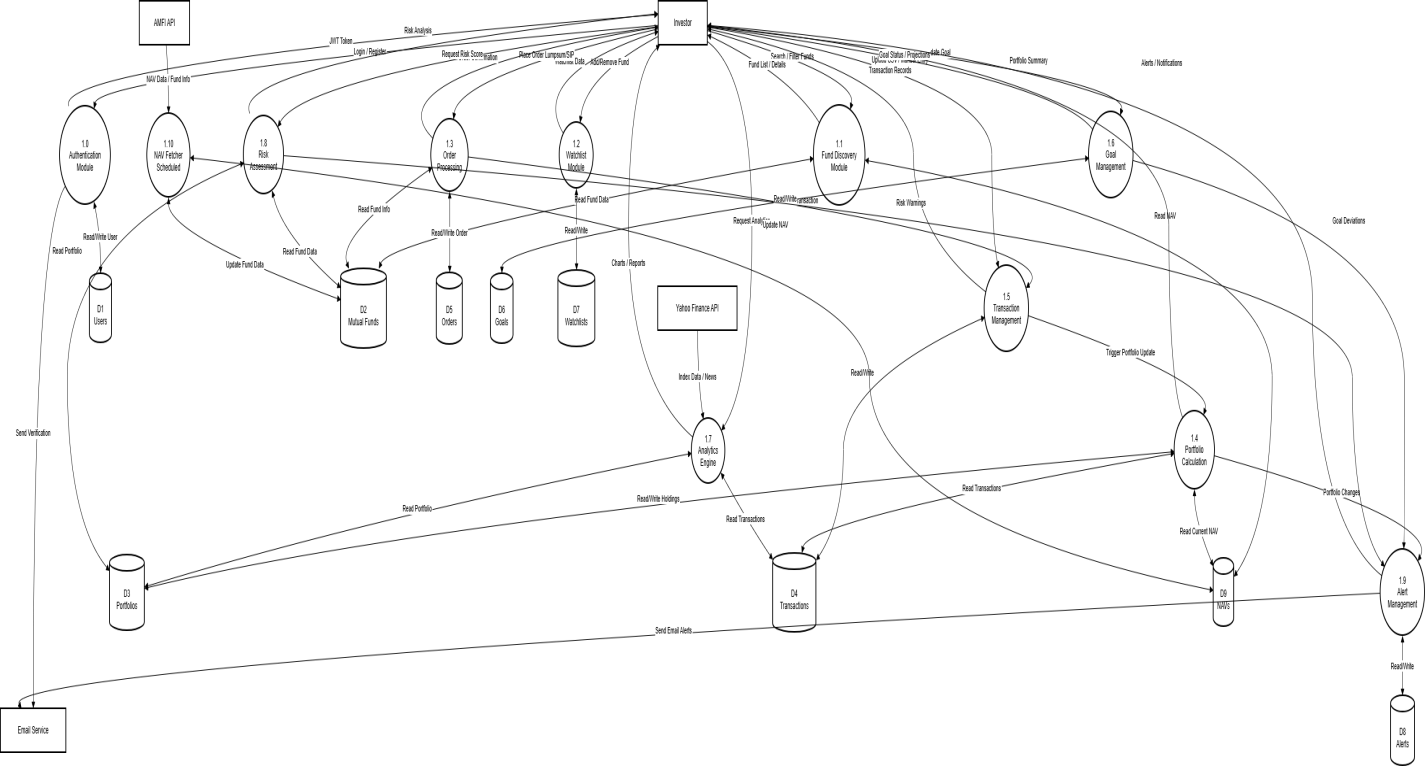 AMFI API
Investor
Risk Analysis
JWT Token
Login / Register
Request Risk Score
Place Order Lumpsum/SIP
Add/Remove Fund
Search / Filter Funds
Fund List / Details
Goal Status / Projections
Transaction Records
Portfolio Summary
Alerts / Notifications
NAV Data / Fund Info
1.0
Authentication
Module
1.10
NAV Fetcher
Scheduled
1.8
Risk
Assessment
1.3
Order
Processing
1.2
Watchlist
Module
1.1
Fund Discovery
Module
1.6
Goal
Management
Read Fund Info
Read Fund Data
Read/Write
Risk Warnings
Read NAV
Goal Deviations
Request Analytics
Update NAV
Read/Write User
Read Portfolio
Read Fund Data
Update Fund Data
Read/Write Order
Read/Write
Charts / Reports
D1
Users
D2
Mutual Funds
D5
Orders
D6
Goals
D7
Watchlists
Yahoo Finance API
1.5
Transaction
Management
Trigger Portfolio Update
Index Data / News
Read/Write
Send Verification
1.7
Analytics
Engine
1.4
Portfolio
Calculation
Read/Write Holdings
Read Transactions
Portfolio Changes
Read Portfolio
Read Transactions
Read Current NAV
D3
Portfolios
D4
Transactions
D9
NAVs
1.9
Alert
Management
Send Email Alerts
Read/Write
Email Service
D8
Alerts